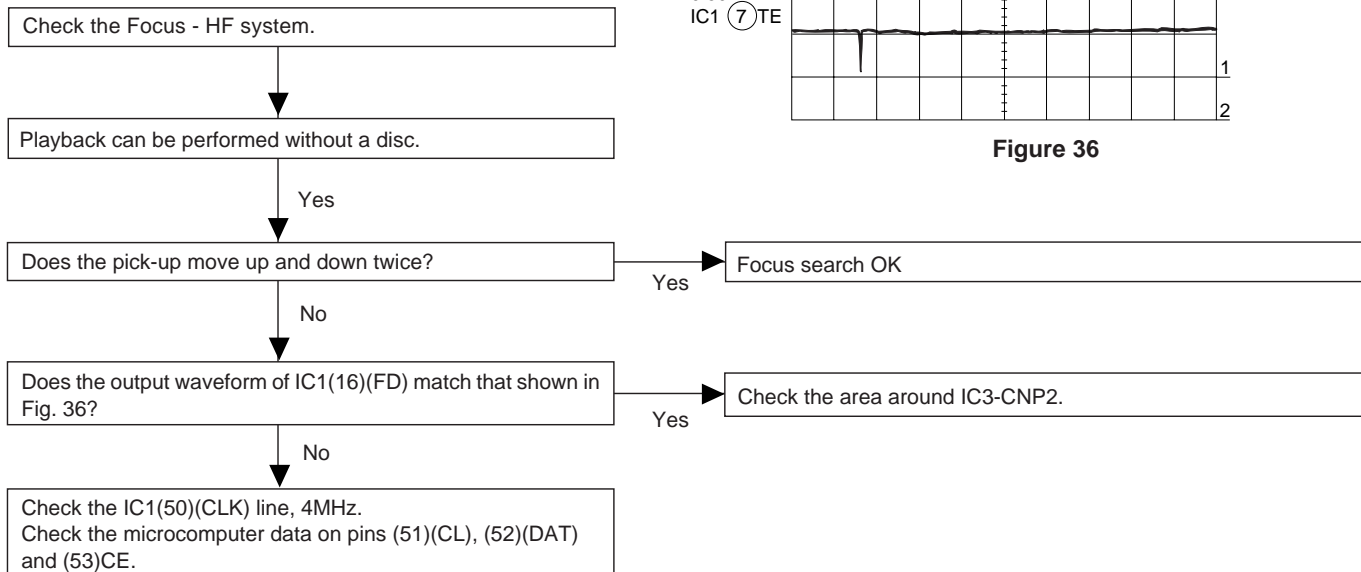 Check the Focus - HF system.
IC1 7 TE
1
2
Figure 36
Playback can be performed without a disc.
Yes
Does the pick-up move up and down twice?
Yes
Focus search OK
No
Does the output waveform of IC1(16)(FD) match that shown in
Fig. 36?
Yes
Check the area around IC3-CNP2.
No
Check the IC1(50)(CLK) line, 4MHz.
Check the microcomputer data on pins (51)(CL), (52)(DAT)
and (53)CE.